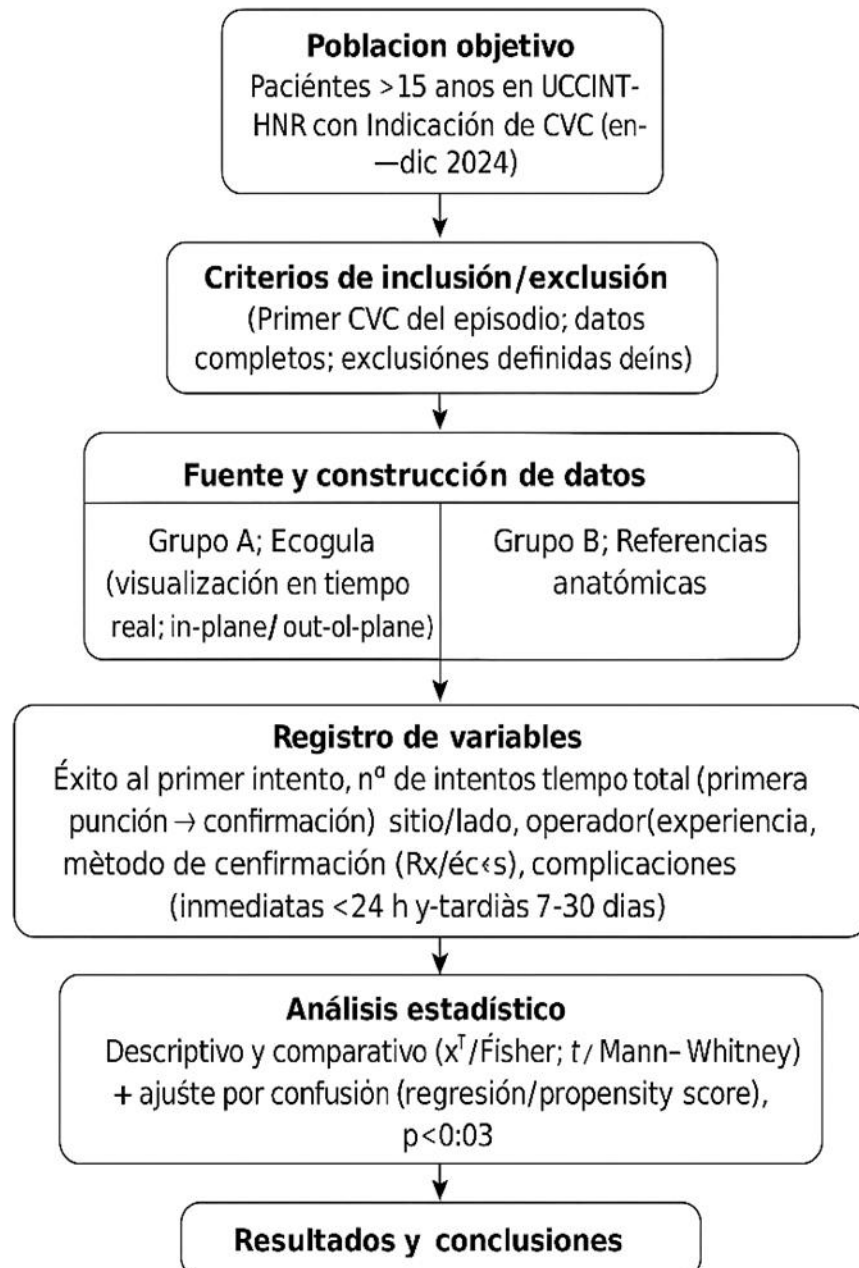 Poblacion objetivo
Paciéntes >15 anos en UCCINT-
HNR con Indicación de CVC (en-
—dic 2024)
Criterios de inclusión/exclusión
(Primer CVC del episodio; datos
completos; exclusiónes definidas deíns)
Fuente y construcción de datos
Grupo A; Ecogula
(visualización en tiempo
real; in-plane/ out-ol-plane)
Grupo B; Referencias
anatómicas
Registro de variables
Éxito al primer intento, nª de intentos tlempo total (primera
punción → confirmación) sitio/lado, operador(experiencia,
mètodo de cenfirmación (Rx/), complicaciones
(inmediatas <24 h y-tardiàs 7-30 dias)
Análisis estadístico
Descriptivo y comparativo (xᵀ/Físher; t/ Mann–Whitney)
+ ajuśte por confusión (regresión/propensity score),
p<0:03
Resultados y conclusiones